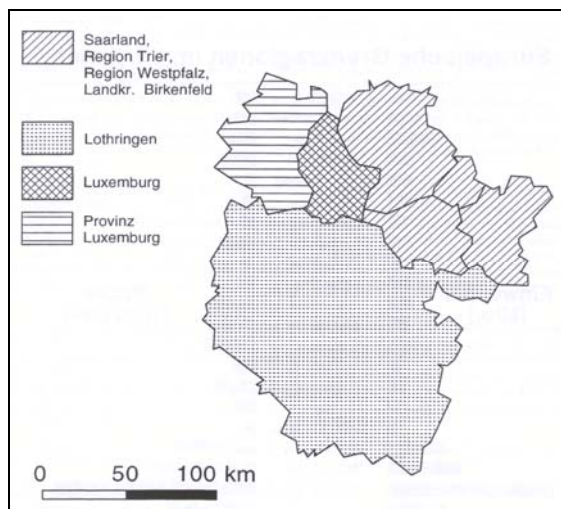 Saarland,
Region Trier,
Region Westpfalz,
Landkr. Birkenfeld
Lothringen
Luxemburg
Provinz
Luxemburg
0 50 100 km